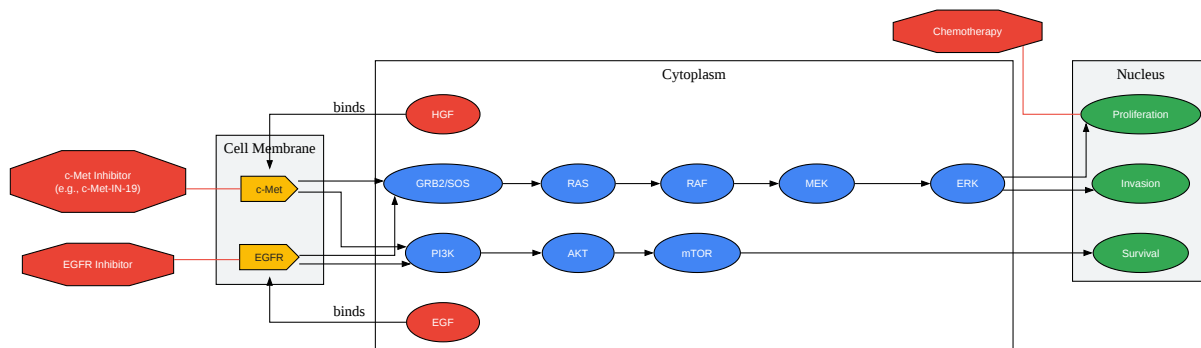 Chemotherapy
Cytoplasm
Nucleus
binds
HGF
Proliferation
Cell Membrane
c-Met Inhibitor
(e.g., c-Met-IN-19)
c-Met
GRB2/SOS
RAS
RAF
MEK
ERK
Invasion
EGFR Inhibitor
EGFR
PI3K
AKT
mTOR
Survival
binds
EGF